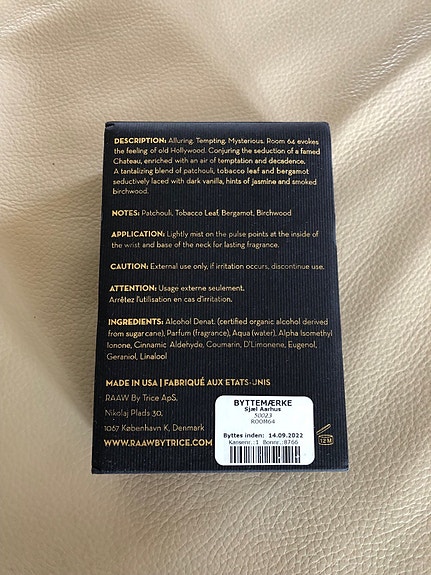 DESCRIPTION: Alluring. Tempting. Mysterious. Room 64 evokes
the feeling of old Hollywood. Conjuring the seduction of a famed
Chateau, enriched with an air of temptation and decadence.
A tantalizing blend of patchouli, tobacco leaf and bergamot
seductively laced with dark vanilla, hints of jasmine and smoked
birchwood.
NOTES: Patchouli, Tobacco Leaf, Bergamot, Birchwood
APPLICATION: Lightly mist on the pulse points at the inside of
the wrist and base of the neck for lasting fragrance.
CAUTION: External use only, if irritation occurs, discontinue use.
ATTENTION: Usage externe seulement.
Arrêtez l'utilisation en cas d'irritation.
INGREDIENTS: Alcohol Denat. (certified organic alcohol derived
from sugar cane), Parfum (fragrance), Aqua (water), Alpha Isomethyl
Ionone, Cinnamic Aldehyde, Coumarin, D'Limonene, Eugenol,
Geraniol, Linalool
MADE IN USA | FABRIQUÉ AUX ETATS-UNIS
RAAW By Trice ApS.
Nikolaj Plads 30,
1067 København K, Denmark
WWW.RAAWBYTRICE.COM
BYTTEMÆRKE
Sjæl Aarhus
50023
ROOM64
Byttes inden: 14.09.2022
Kassenr.:1 Bonnr.:8766
12M